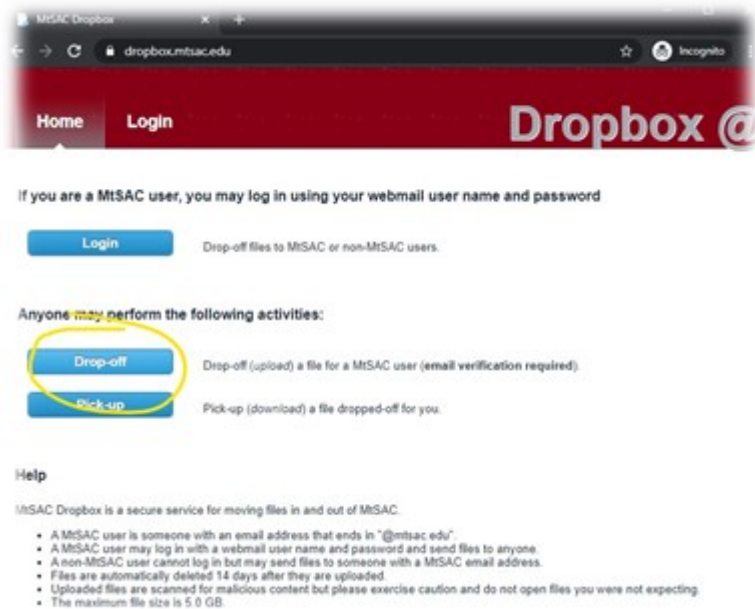 MtSAC Dropbox
dropbox.mtsac.edu
Incognito
Home Login
Dropbox @
If you are a MtSAC user, you may log in using your webmail user name and password
Login Drop-off files to MtSAC or non-MtSAC users.
Anyone may perform the following activities:
Drop-off Drop-off (upload) a file for a MtSAC user (email verification required).
Pick-up Pick-up (download) a file dropped-off for you.
Help
MtSAC Dropbox is a secure service for moving files in and out of MtSAC.
• A MtSAC user is someone with an email address that ends in "@mtsac.edu".
• A MtSAC user may log in with a webmail user name and password and send files to anyone.
• A non-MtSAC user cannot log in but may send files to someone with a MtSAC email address.
• Files are automatically deleted 14 days after they are uploaded.
• Uploaded files are scanned for malicious content but please exercise caution and do not open files you were not expecting.
• The maximum file size is 5.0 GB.